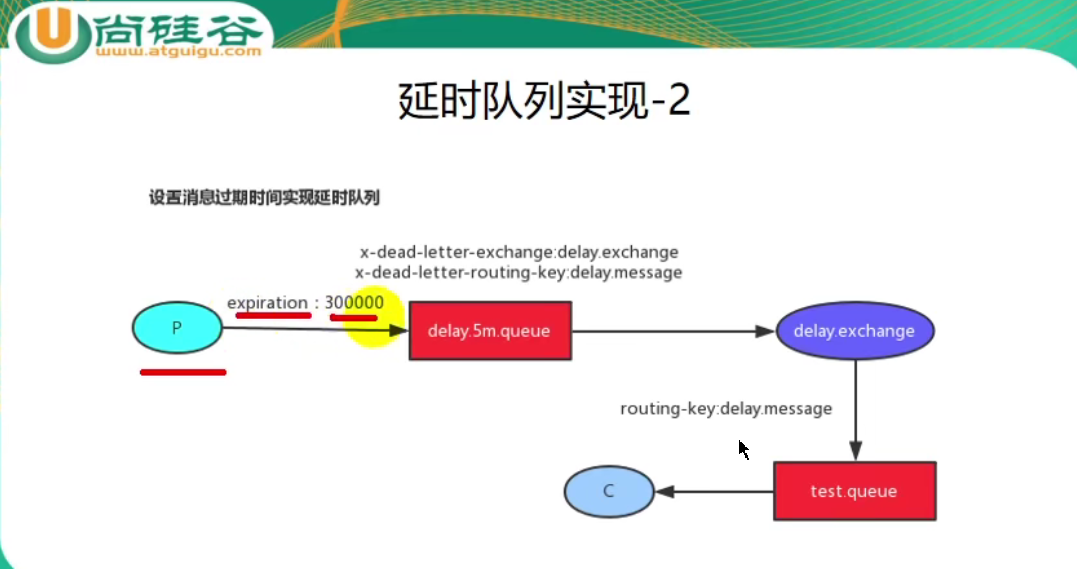 尚硅谷
www.atguigu.com
延时队列实现-2
设置消息过期时间实现延时队列
x-dead-letter-exchange:delay.exchange
x-dead-letter-routing-key:delay.message
expiration：300000
P
delay.5m.queue
delay.exchange
routing-key:delay.message
C
test.queue